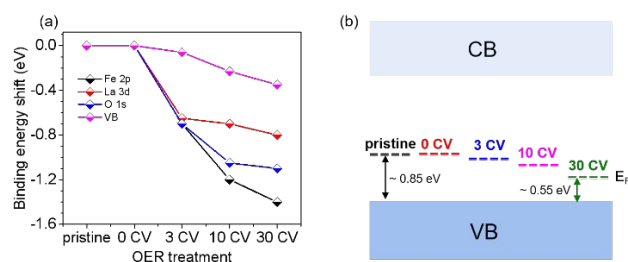 (a)
0.0
-0.4
-0.8
-1.2
-1.6
Binding energy shift (eV)
Fe 2p
La 3d
O 1s
VB
pristine 0 CV 3 CV 10 CV 30 CV
OER treatment
(b)
CB
pristine 0 CV 3 CV 10 CV 30 CV
~ 0.85 eV
~ 0.55 eV
EF
VB